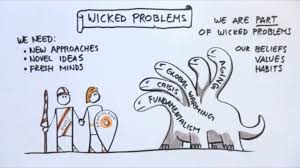 WICKED PROBLEMS
WE NEED:
• NEW APPROACHES
• NOVEL IDEAS
• FRESH MINDS
WE ARE PART
OF WICKED PROBLEMS
OUR BELIEFS
VALUES
HABITS
AGING
GLOBAL WARMING
CRISIS
FUNDAMENTALISM